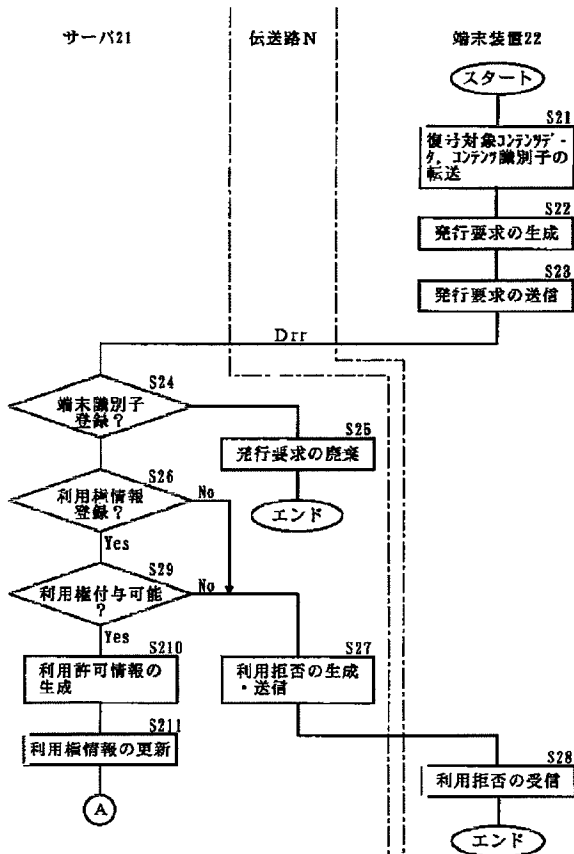 サーバ21
伝送路N
端末装置22
スタート
S21
復号対象コンテンツデー
タ, コンテンツ識別子の
転送
S22
発行要求の生成
S23
発行要求の送信
Drr
S24
端末識別子
登録？
S25
発行要求の廃棄
エンド
S26
利用権情報
登録？
No
Yes
S29
利用権付与可能
？
No
Yes
S210
利用許可情報の
生成
S27
利用拒否の生成
・送信
S211
利用権情報の更新
A
S28
利用拒否の受信
エンド